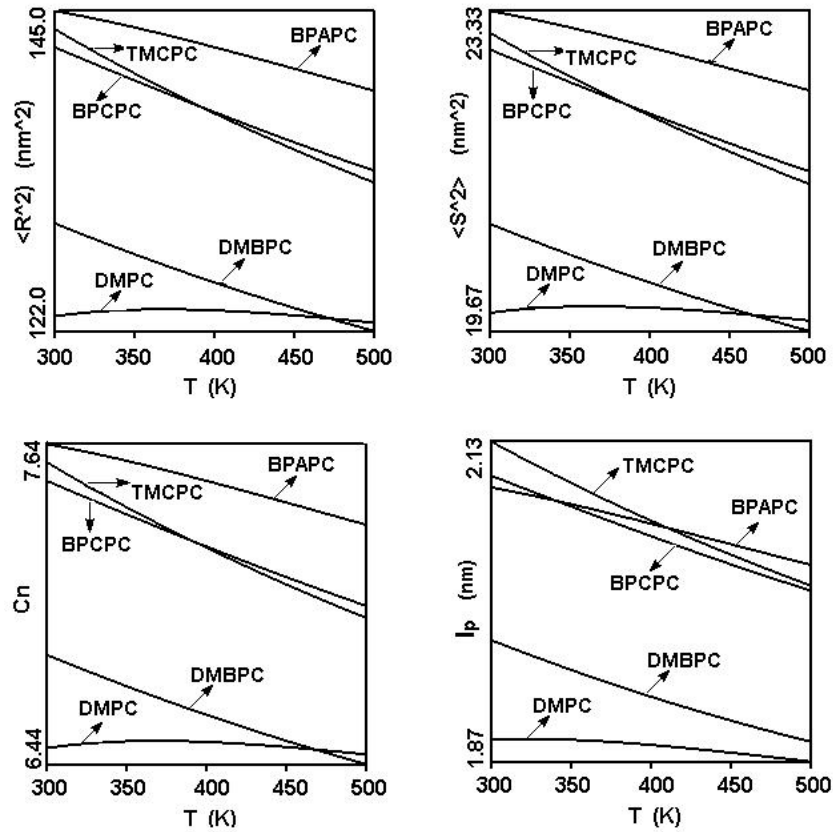 145.0
<R^2> (nm^2)
122.0
BPAPC
TMCPC
BPCPC
DMBPC
DMPC
300 350 400 450 500
T (K)
23.33
<S^2> (nm^2)
19.67
BPAPC
TMCPC
BPCPC
DMBPC
DMPC
300 350 400 450 500
T (K)
7.64
Cn
6.44
BPAPC
TMCPC
BPCPC
DMBPC
DMPC
300 350 400 450 500
T (K)
2.13
lp (nm)
1.87
TMCPC
BPAPC
BPCPC
DMBPC
DMPC
300 350 400 450 500
T (K)